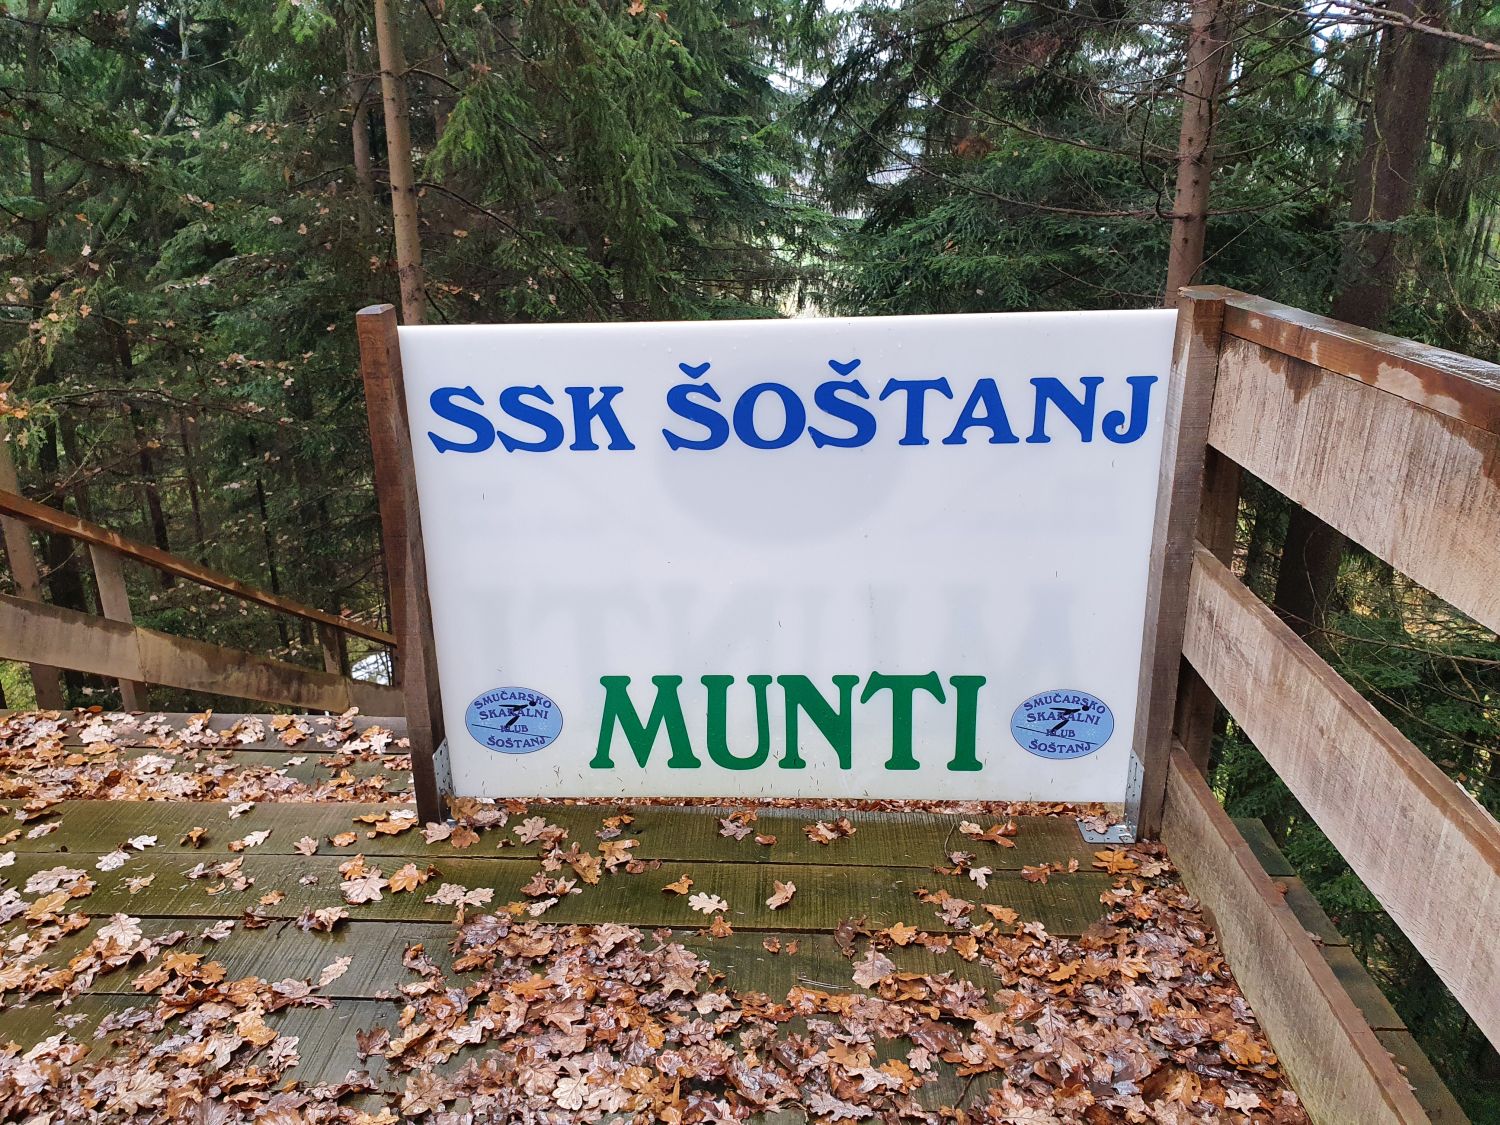 SSK ŠOŠTANJ
MUNTI
SMUČARSKO
SKAKALNI
KLUB
ŠOŠTANJ
SMUČARSKO
SKAKALNI
KLUB
ŠOŠTANJ